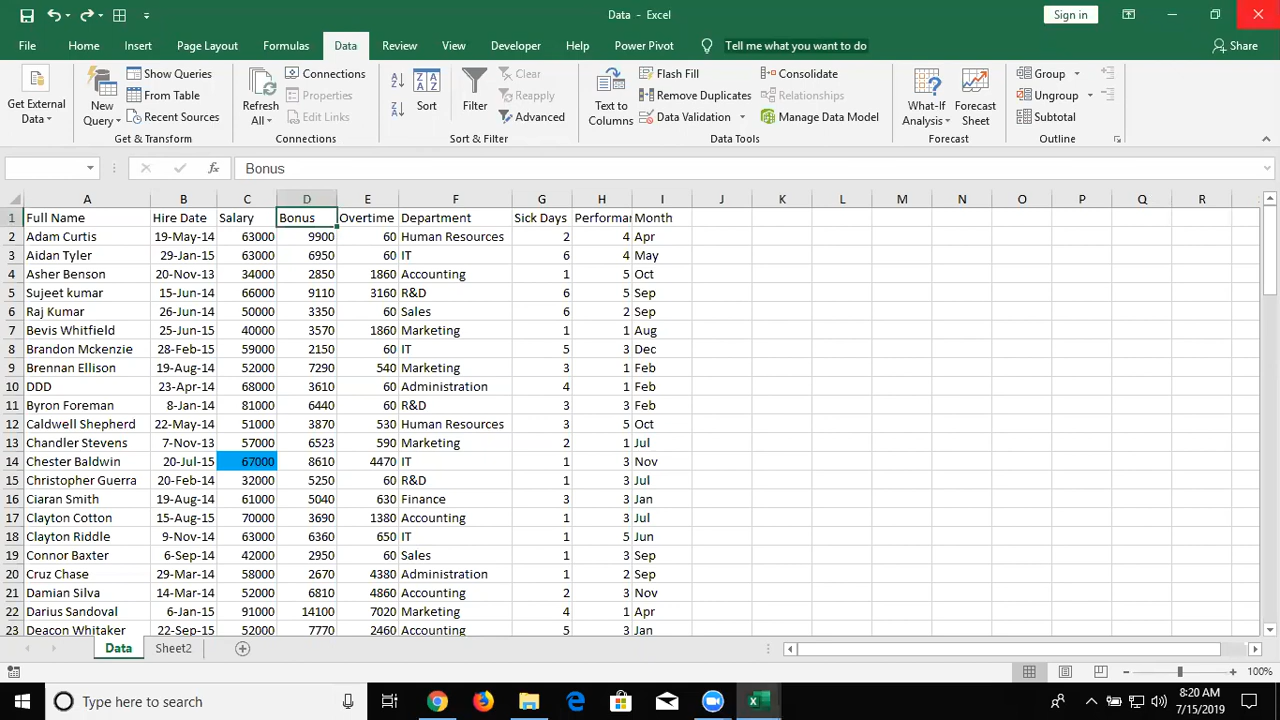 Data - Excel
Sign in
File Home Insert Page Layout Formulas Data Review View Developer Help Power Pivot Tell me what you want to do Share
Get External Data
New Query
Show Queries
From Table
Recent Sources
Get & Transform
Refresh All
Connections
Properties
Edit Links
Connections
Sort
Filter
Clear
Reapply
Advanced
Sort & Filter
Text to Columns
Flash Fill
Remove Duplicates
Data Validation
Consolidate
Relationships
Manage Data Model
Data Tools
What-If Analysis
Forecast Sheet
Forecast
Group
Ungroup
Subtotal
Outline
fx Bonus
A B C D E F G H I J K L M N O P Q R
1 Full Name Hire Date Salary Bonus Overtime Department Sick Days Performar Month
2 Adam Curtis 19-May-14 63000 9900 60 Human Resources 2 4 Apr
3 Aidan Tyler 29-Jan-15 63000 6950 60 IT 6 4 May
4 Asher Benson 20-Nov-13 34000 2850 1860 Accounting 1 5 Oct
5 Sujeet kumar 15-Jun-14 66000 9110 3160 R&D 6 5 Sep
6 Raj Kumar 26-Jun-14 50000 3350 60 Sales 6 2 Sep
7 Bevis Whitfield 25-Jun-15 40000 3570 1860 Marketing 1 1 Aug
8 Brandon Mckenzie 28-Feb-15 59000 2150 60 IT 5 3 Dec
9 Brennan Ellison 19-Aug-14 52000 7290 540 Marketing 3 1 Feb
10 DDD 23-Apr-14 68000 3610 60 Administration 4 1 Feb
11 Byron Foreman 8-Jan-14 81000 6440 60 R&D 3 3 Feb
12 Caldwell Shepherd 22-May-14 51000 3870 530 Human Resources 3 5 Oct
13 Chandler Stevens 7-Nov-13 57000 6523 590 Marketing 2 1 Jul
14 Chester Baldwin 20-Jul-15 67000 8610 4470 IT 1 3 Nov
15 Christopher Guerra 20-Feb-14 32000 5250 60 R&D 1 3 Jul
16 Ciaran Smith 19-Aug-14 61000 5040 630 Finance 3 3 Jan
17 Clayton Cotton 15-Aug-15 70000 3690 1380 Accounting 1 3 Jul
18 Clayton Riddle 9-Nov-14 63000 6360 650 IT 1 5 Jun
19 Connor Baxter 6-Sep-14 42000 2950 60 Sales 1 3 Sep
20 Cruz Chase 29-Mar-14 58000 2670 4380 Administration 1 2 Sep
21 Damian Silva 14-Mar-14 52000 6810 4860 Accounting 2 3 Nov
22 Darius Sandoval 6-Jan-15 91000 14100 7020 Marketing 4 1 Apr
23 Deacon Whitaker 22-Sep-15 52000 7770 2460 Accounting 5 3 Jan
Data Sheet2
100%
Type here to search
8:20 AM
7/15/2019